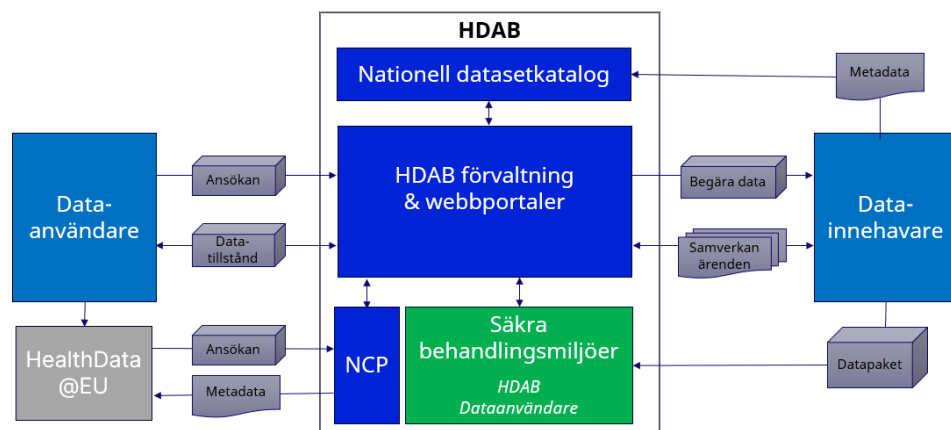 HDAB
Nationell datasetkatalog
Metadata
Data-
användare
Ansökan
HDAB förvaltning
& webbportaler
Begära data
Data-
innehavare
Data-
tillstånd
Samverkan
ärenden
HealthData
@EU
Ansökan
Metadata
NCP
Säkra
behandlingsmiljöer
HDAB
Dataanvändare
Datapaket